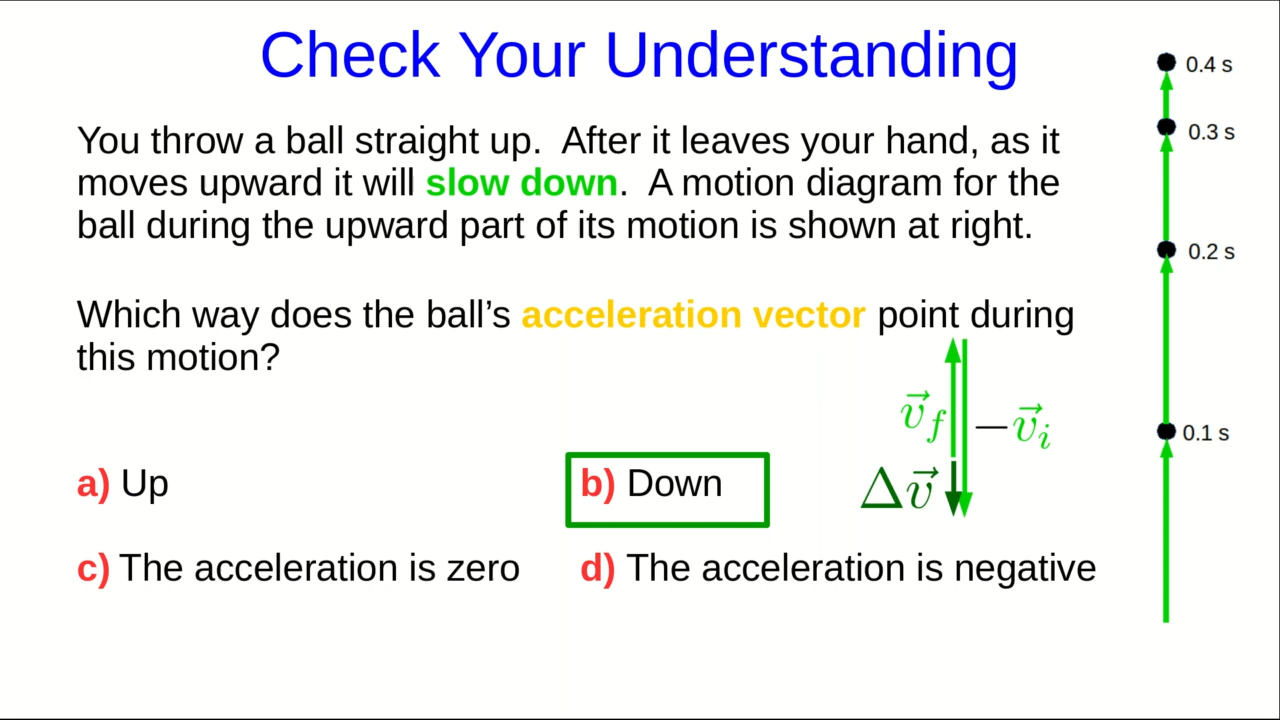 Check Your Understanding
You throw a ball straight up. After it leaves your hand, as it
moves upward it will slow down. A motion diagram for the
ball during the upward part of its motion is shown at right.
Which way does the ball’s acceleration vector point during
this motion?
a) Up
b) Down
c) The acceleration is zero
d) The acceleration is negative
v⃗f
−v⃗i
Δv⃗
0.4 s
0.3 s
0.2 s
0.1 s